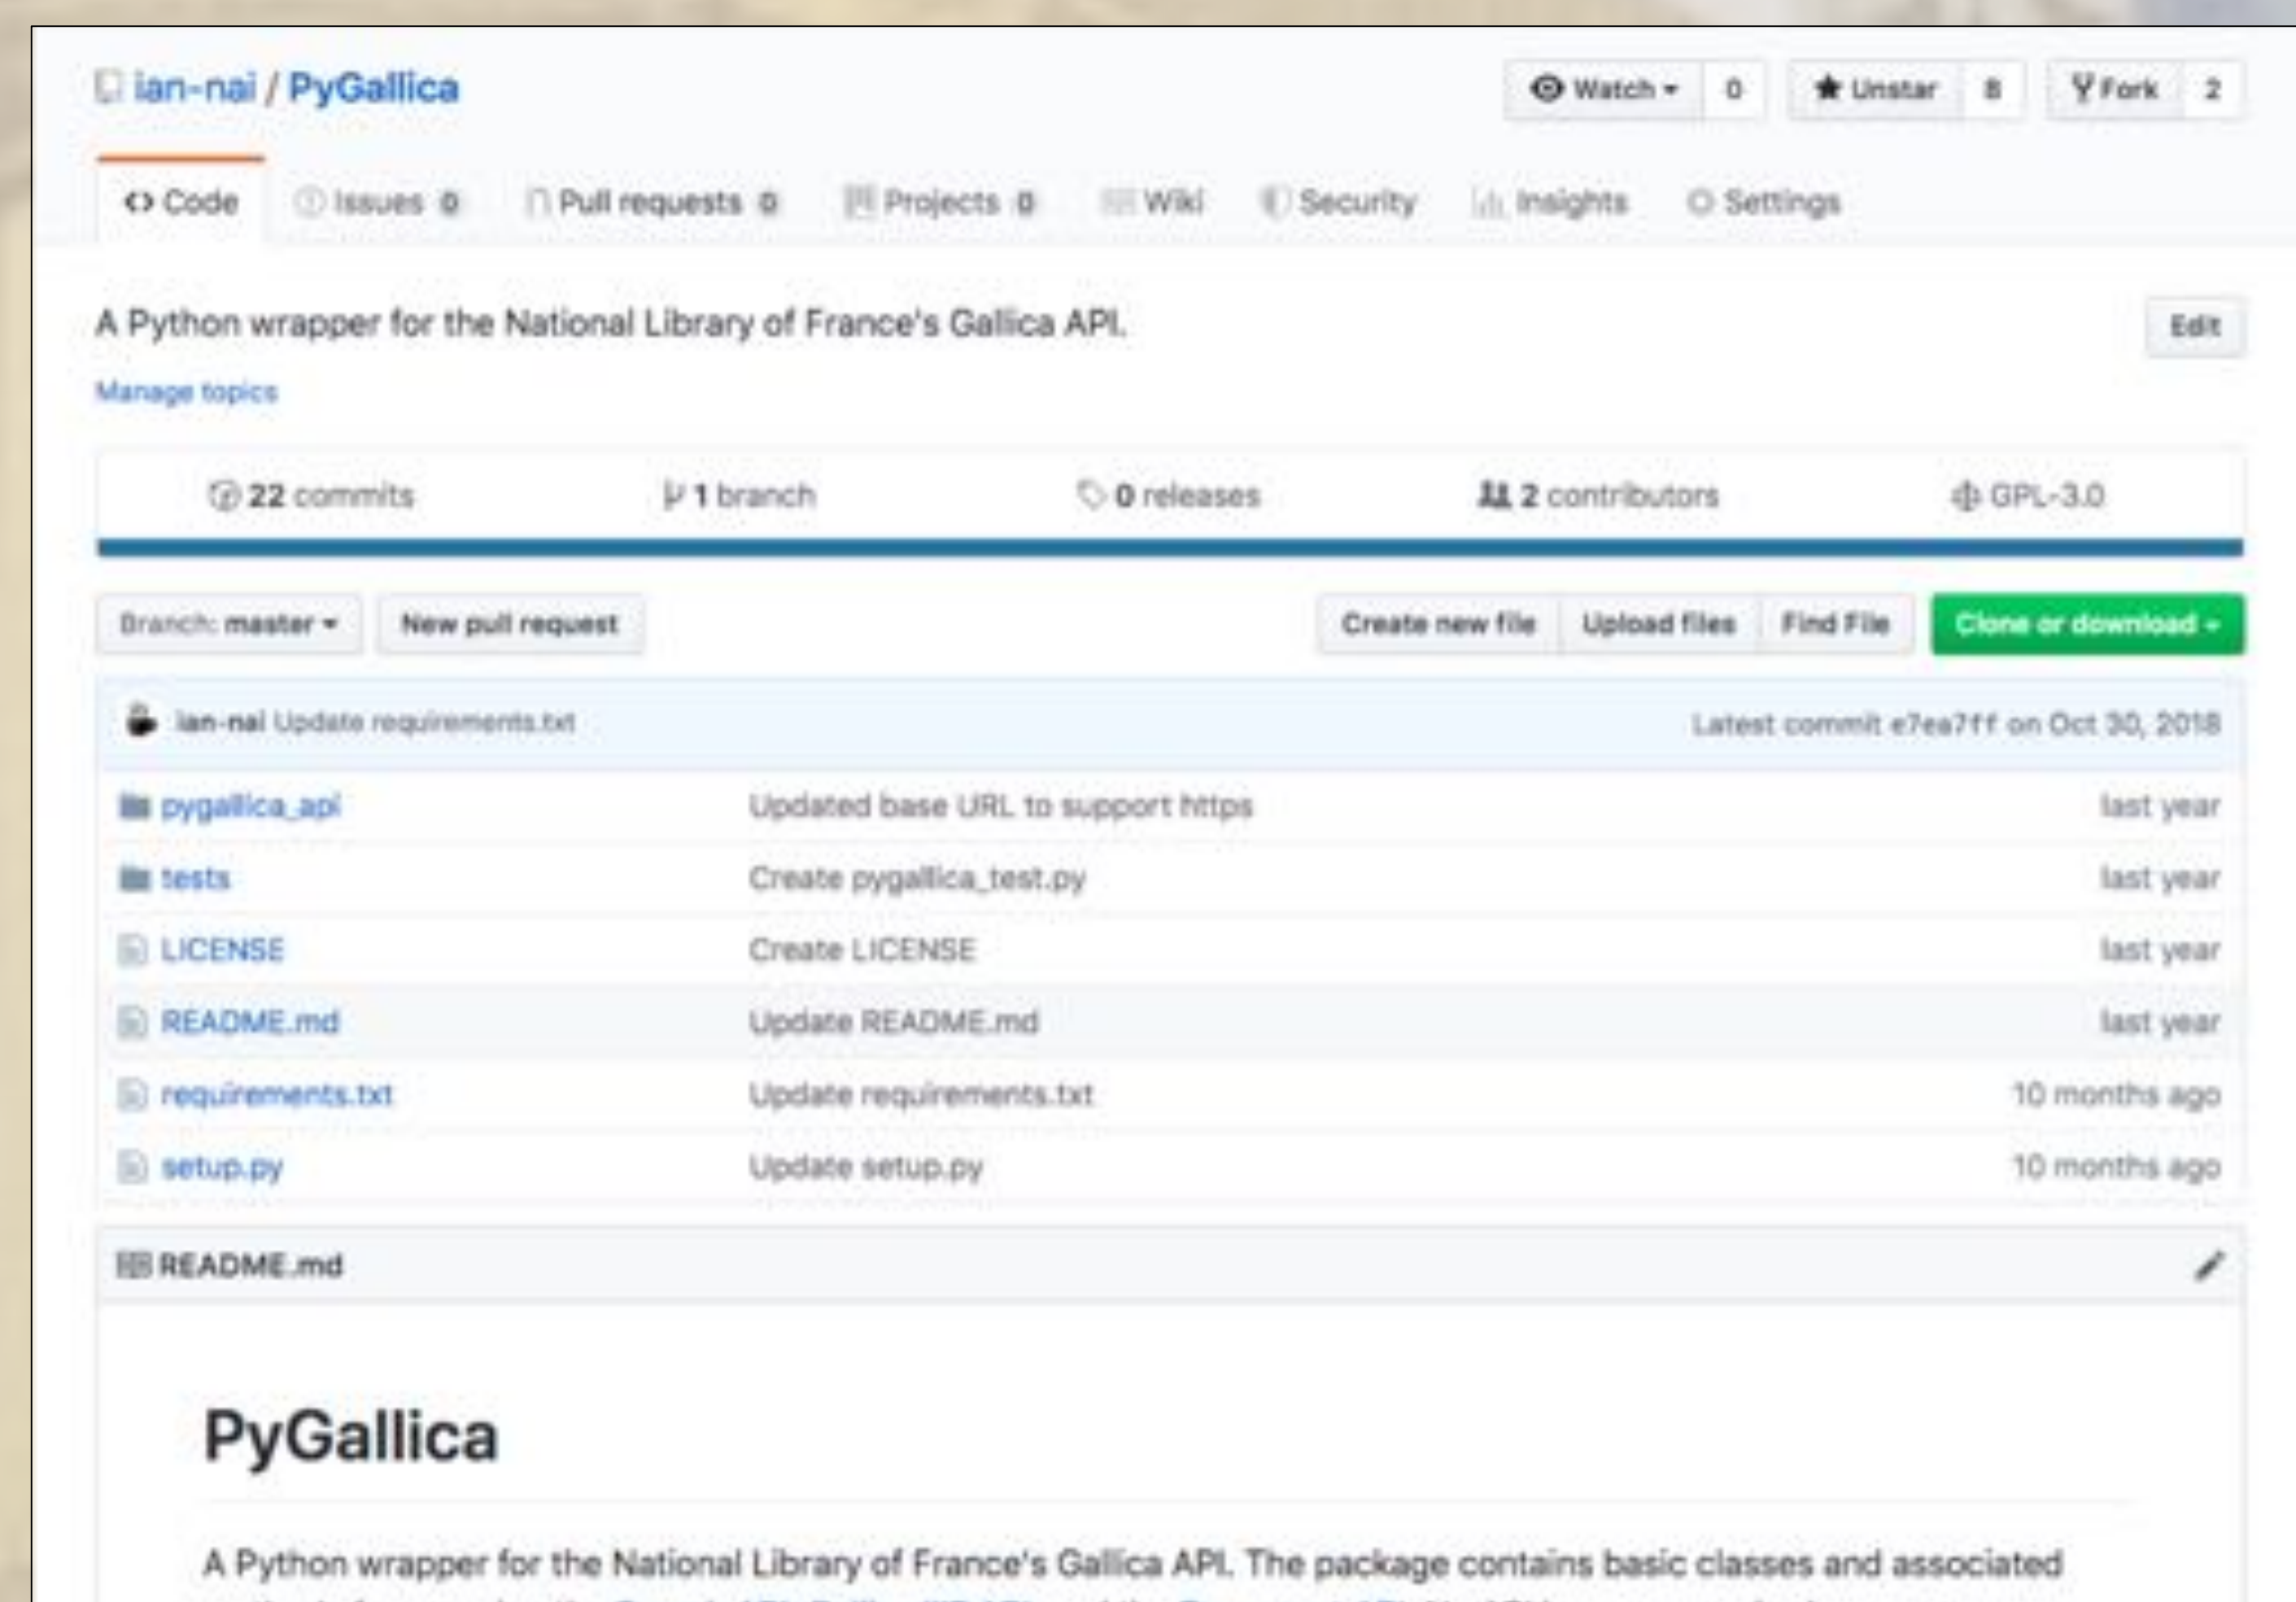 ian-nai / PyGallica
Watch 0 Unstar 8 Fork 2
Code Issues 0 Pull requests 0 Projects 0 Wiki Security Insights Settings
A Python wrapper for the National Library of France's Gallica API. Edit
Manage topics
22 commits 1 branch 0 releases 2 contributors GPL-3.0
Branch: master New pull request Create new file Upload files Find File Clone or download
ian-nai Update requirements.txt Latest commit e7ea7ff on Oct 30, 2018
pygallica_api Updated base URL to support https last year
tests Create pygallica_test.py last year
LICENSE Create LICENSE last year
README.md Update README.md last year
requirements.txt Update requirements.txt 10 months ago
setup.py Update setup.py 10 months ago
README.md
PyGallica
A Python wrapper for the National Library of France's Gallica API. The package contains basic classes and associated